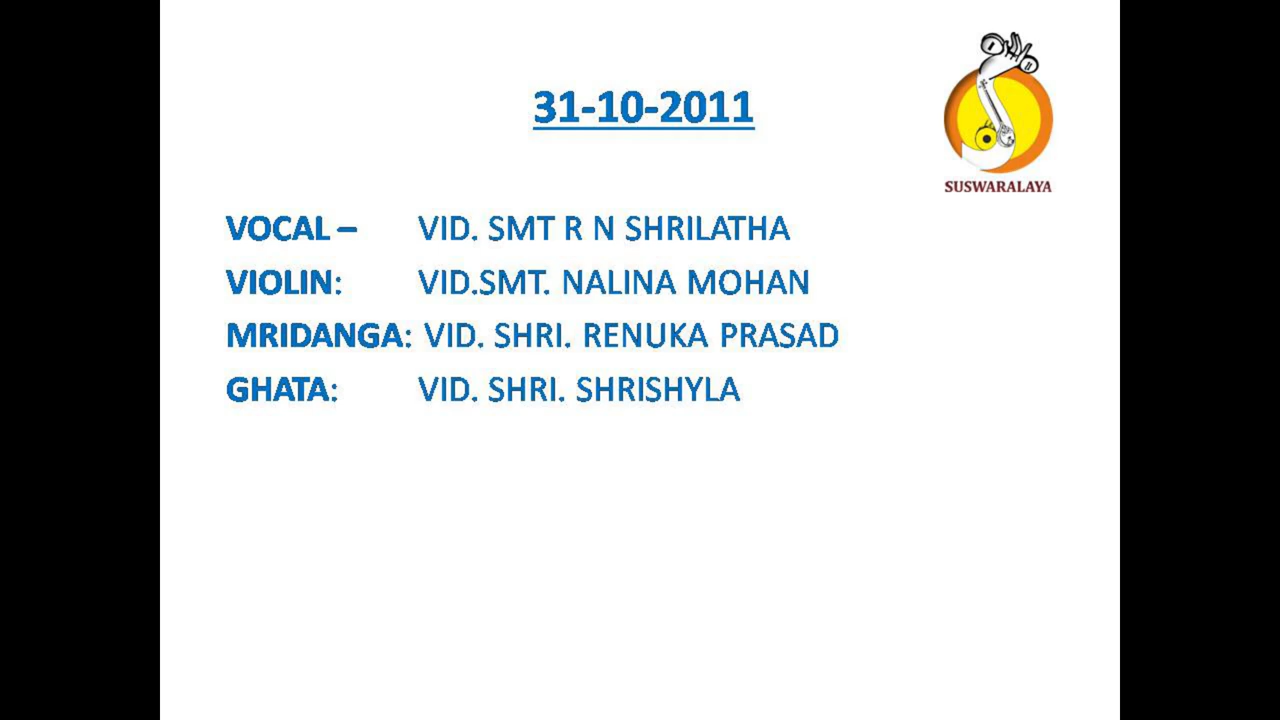 31-10-2011
SUSWARALAYA
VOCAL – VID. SMT R N SHRILATHA
VIOLIN: VID.SMT. NALINA MOHAN
MRIDANGA: VID. SHRI. RENUKA PRASAD
GHATA: VID. SHRI. SHRISHYLA